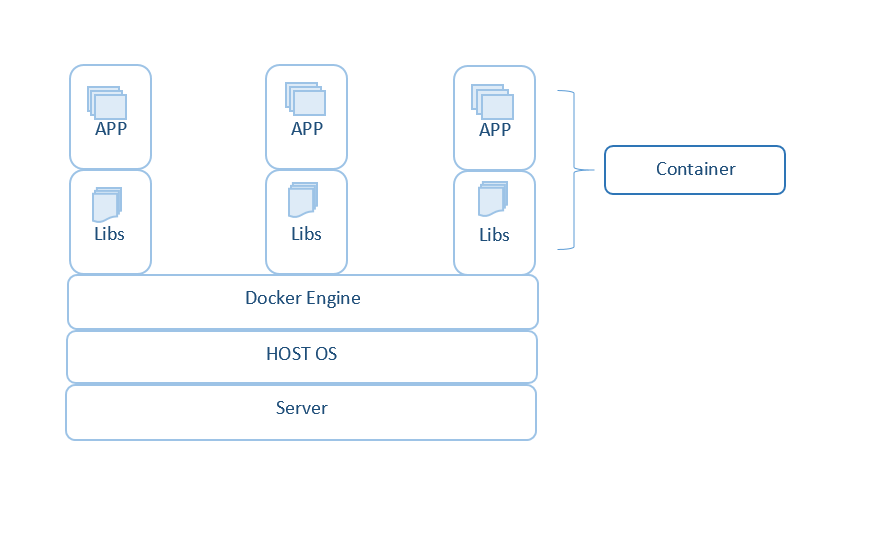 APP
APP
APP
Container
Libs
Libs
Libs
Docker Engine
HOST OS
Server